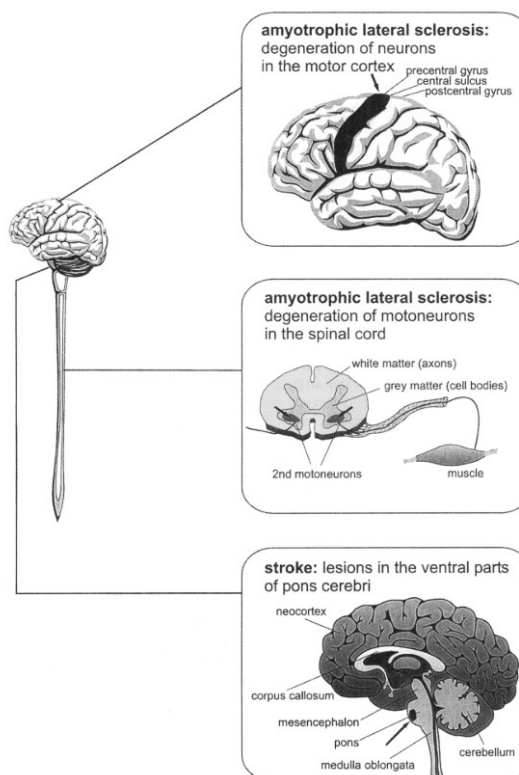 amyotrophic lateral sclerosis:
degeneration of neurons
in the motor cortex
precentral gyrus
central sulcus
postcentral gyrus
amyotrophic lateral sclerosis:
degeneration of motoneurons
in the spinal cord
white matter (axons)
grey matter (cell bodies)
2nd motoneurons
muscle
stroke: lesions in the ventral parts
of pons cerebri
neocortex
corpus callosum
mesencephalon
pons
cerebellum
medulla oblongata